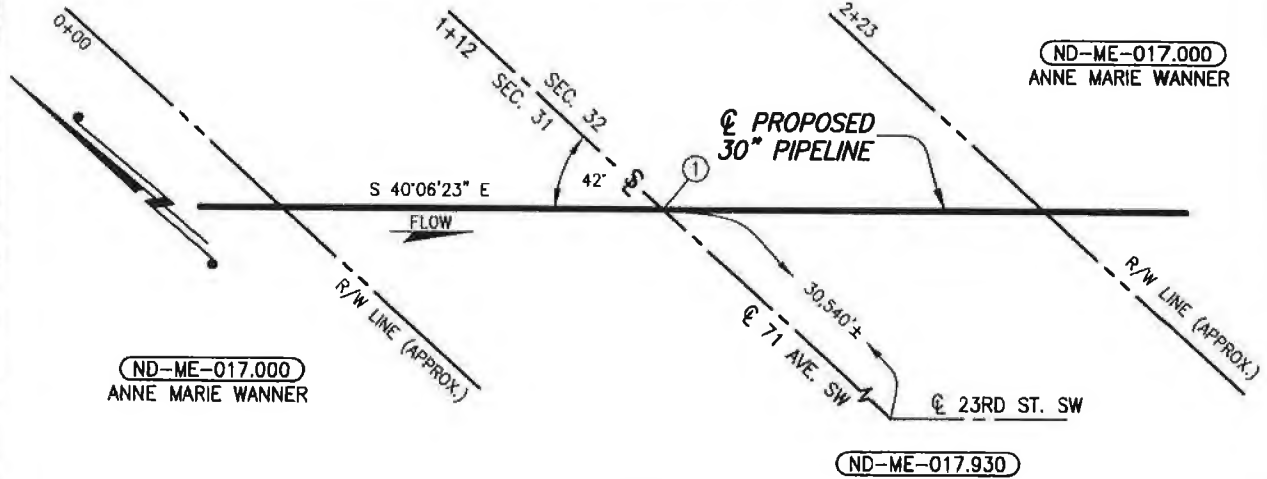 0+00
1+12
SEC. 32
SEC. 31
2+23
ND-ME-017.000
ANNE MARIE WANNER
℄ PROPOSED
30" PIPELINE
S 40°06'23" E
42°
1
FLOW
30,540'±
R/W LINE (APPROX.)
℄ 71 AVE. SW
R/W LINE (APPROX.)
ND-ME-017.000
ANNE MARIE WANNER
℄ 23RD ST. SW
ND-ME-017.930